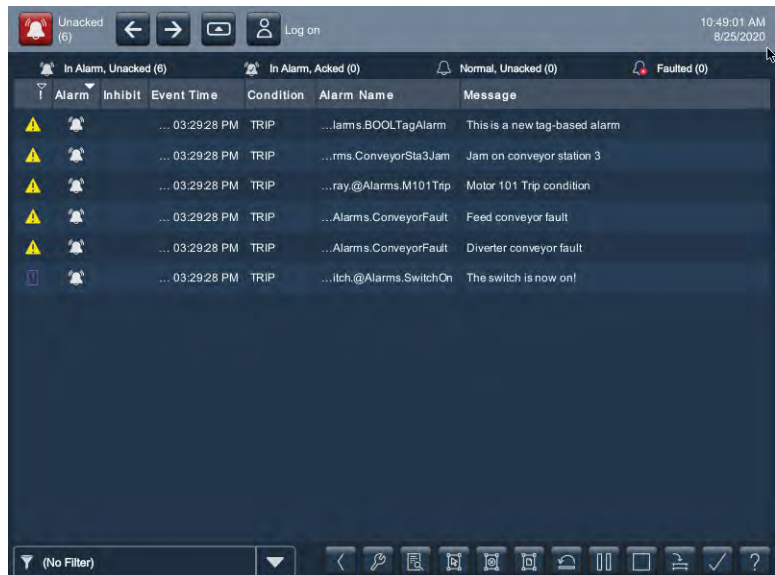 Unacked
(6)
Log on
10:49:01 AM
8/25/2020
In Alarm, Unacked (6) In Alarm, Acked (0) Normal, Unacked (0) Faulted (0)
! Alarm Inhibit Event Time Condition Alarm Name Message
... 03:29:28 PM TRIP ...larms.BOOLTagAlarm This is a new tag-based alarm
... 03:29:28 PM TRIP ...rms.ConveyorSta3Jam Jam on conveyor station 3
... 03:29:28 PM TRIP ...ray.@Alarms.M101Trip Motor 101 Trip condition
... 03:29:28 PM TRIP ...Alarms.ConveyorFault Feed conveyor fault
... 03:29:28 PM TRIP ...Alarms.ConveyorFault Diverter conveyor fault
... 03:29:28 PM TRIP ...itch.@Alarms.SwitchOn The switch is now on!
(No Filter) ?